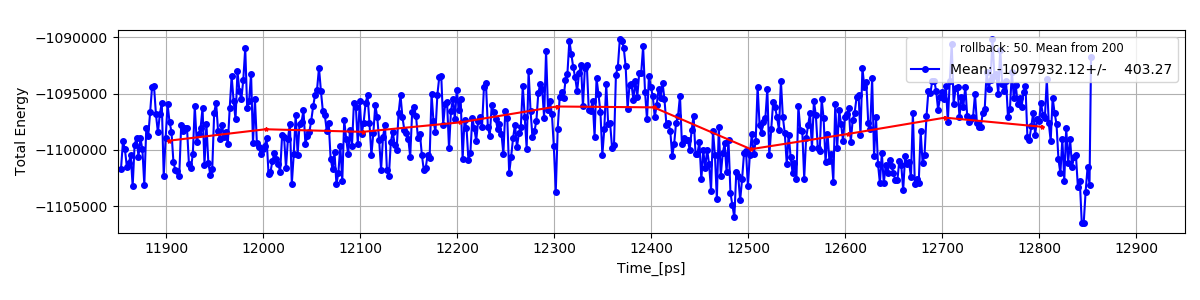 −1090000
−1095000
−1100000
−1105000
Total Energy
rollback: 50. Mean from 200
Mean: -1097932.12+/- 403.27
11900 12000 12100 12200 12300 12400 12500 12600 12700 12800 12900
Time_[ps]